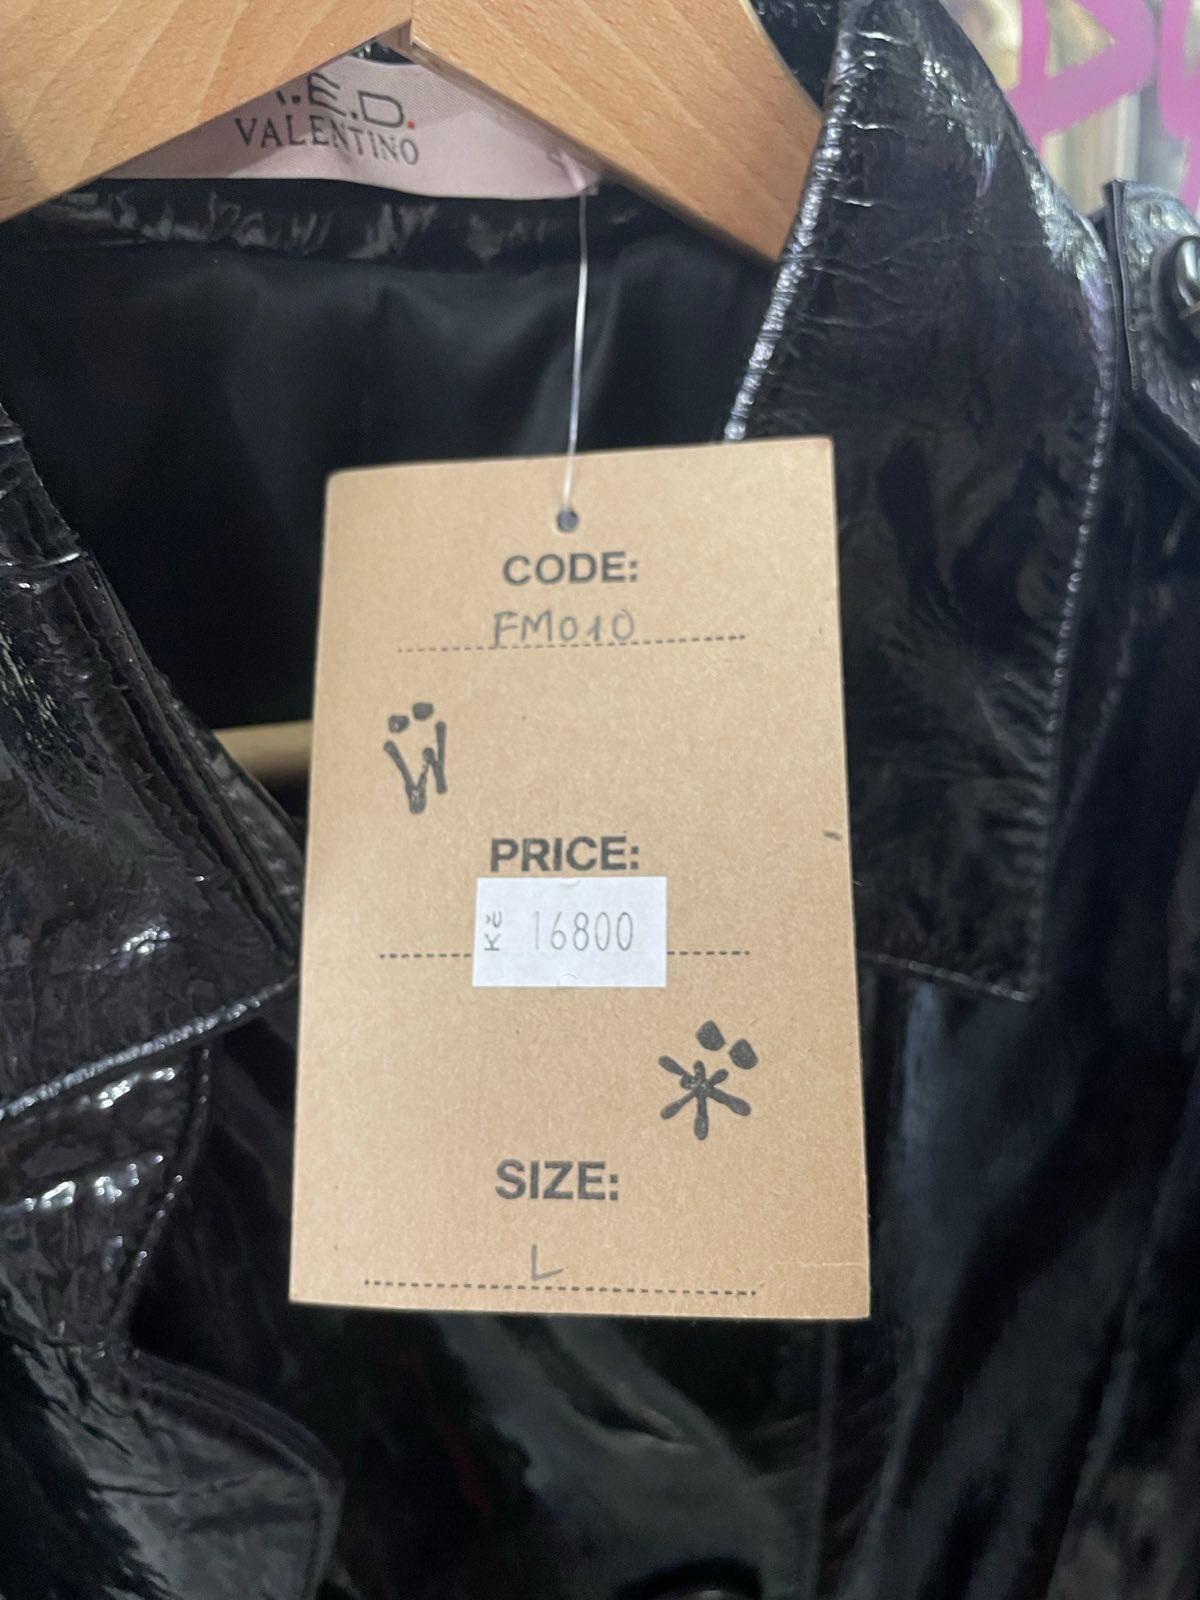 .E.D.
VALENTINO
CODE:
FM010
PRICE:
Kč 16800
SIZE:
L